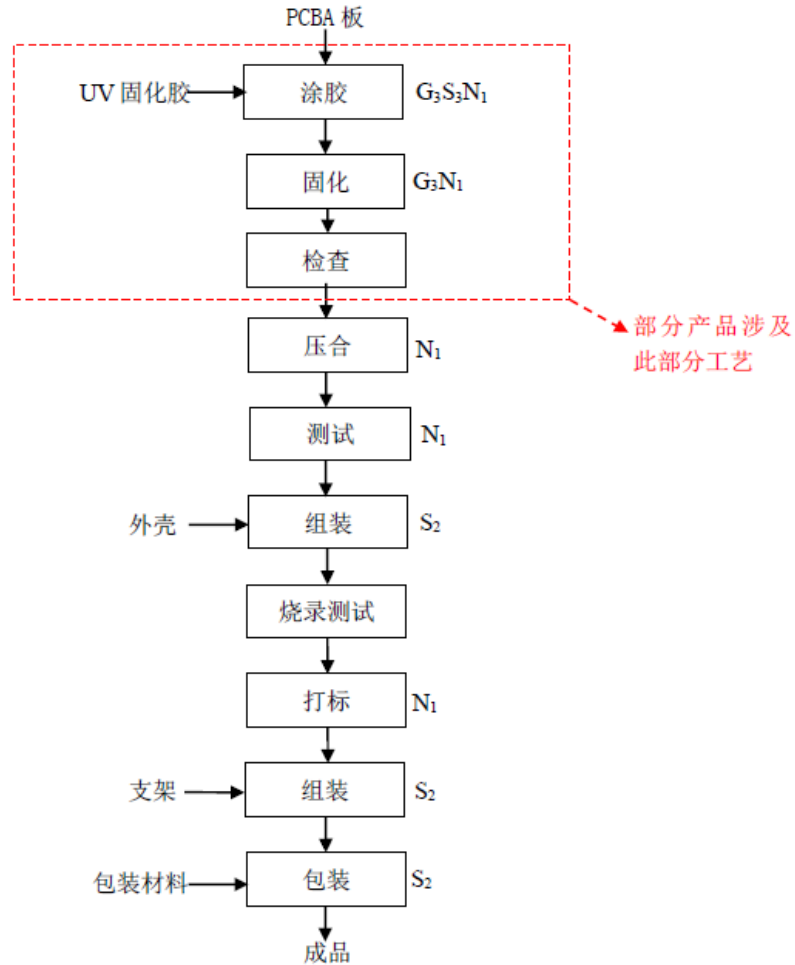 PCBA 板
UV 固化胶
涂胶
G₃S₃N₁
固化
G₃N₁
检查
部分产品涉及
此部分工艺
压合
N₁
测试
N₁
外壳
组装
S₂
烧录测试
打标
N₁
支架
组装
S₂
包装材料
包装
S₂
成品